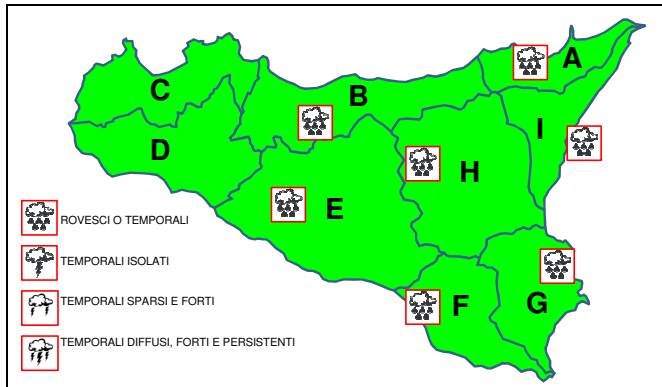 A
B
C
I
D
H
E
ROVESCI O TEMPORALI
TEMPORALI ISOLATI
F
G
TEMPORALI SPARSI E FORTI
TEMPORALI DIFFUSI, FORTI E PERSISTENTI